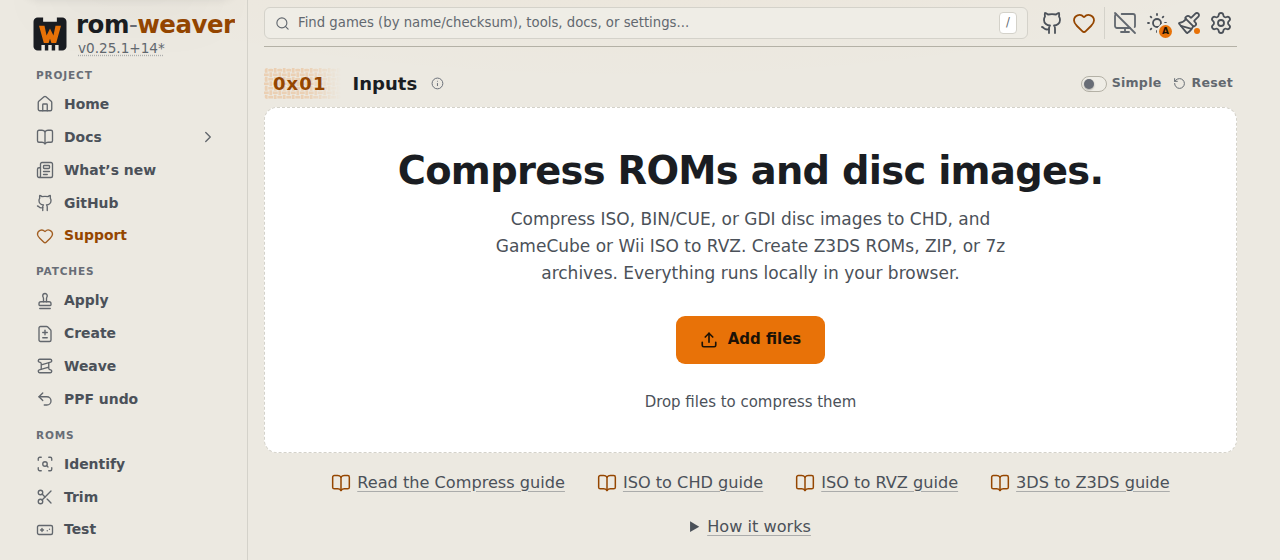 rom-weaver
v0.25.1+14*
PROJECT
Home
Docs
What's new
GitHub
Support
PATCHES
Apply
Create
Weave
PPF undo
ROMS
Identify
Trim
Test
Find games (by name/checksum), tools, docs, or settings...
/
A
0x01
Inputs
Simple
Reset
Compress ROMs and disc images.
Compress ISO, BIN/CUE, or GDI disc images to CHD, and
GameCube or Wii ISO to RVZ. Create Z3DS ROMs, ZIP, or 7z
archives. Everything runs locally in your browser.
Add files
Drop files to compress them
Read the Compress guide
ISO to CHD guide
ISO to RVZ guide
3DS to Z3DS guide
How it works